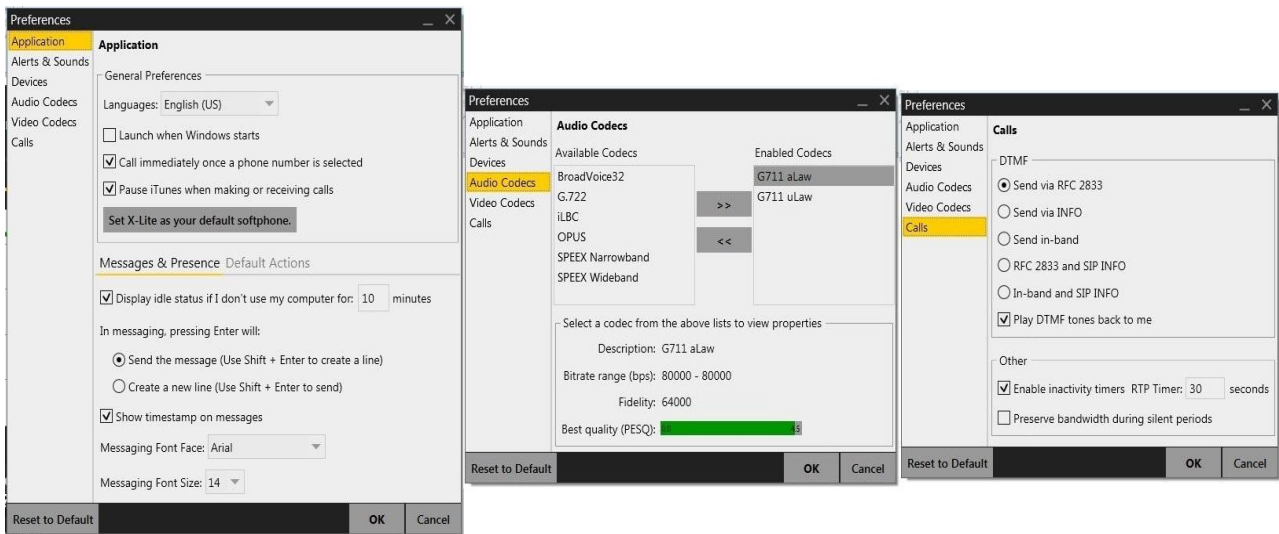 Preferences
Application
Alerts & Sounds
Devices
Audio Codecs
Video Codecs
Calls
Application
General Preferences
Languages: English (US)
Launch when Windows starts
Call immediately once a phone number is selected
Pause iTunes when making or receiving calls
Set X-Lite as your default softphone.
Messages & Presence Default Actions
Display idle status if I don't use my computer for: 10 minutes
In messaging, pressing Enter will:
Send the message (Use Shift + Enter to create a line)
Create a new line (Use Shift + Enter to send)
Show timestamp on messages
Messaging Font Face: Arial
Messaging Font Size: 14
Reset to Default OK Cancel
Preferences
Application
Alerts & Sounds
Devices
Audio Codecs
Video Codecs
Calls
Audio Codecs
Available Codecs
BroadVoice32
G.722
iLBC
OPUS
SPEEX Narrowband
SPEEX Wideband
>>
<<
Enabled Codecs
G711 aLaw
G711 uLaw
Select a codec from the above lists to view properties
Description: G711 aLaw
Bitrate range (bps): 80000 - 80000
Fidelity: 64000
Best quality (PESQ):
Reset to Default OK Cancel
Preferences
Application
Alerts & Sounds
Devices
Audio Codecs
Video Codecs
Calls
Calls
DTMF
Send via RFC 2833
Send via INFO
Send in-band
RFC 2833 and SIP INFO
In-band and SIP INFO
Play DTMF tones back to me
Other
Enable inactivity timers RTP Timer: 30 seconds
Preserve bandwidth during silent periods
Reset to Default OK Cancel